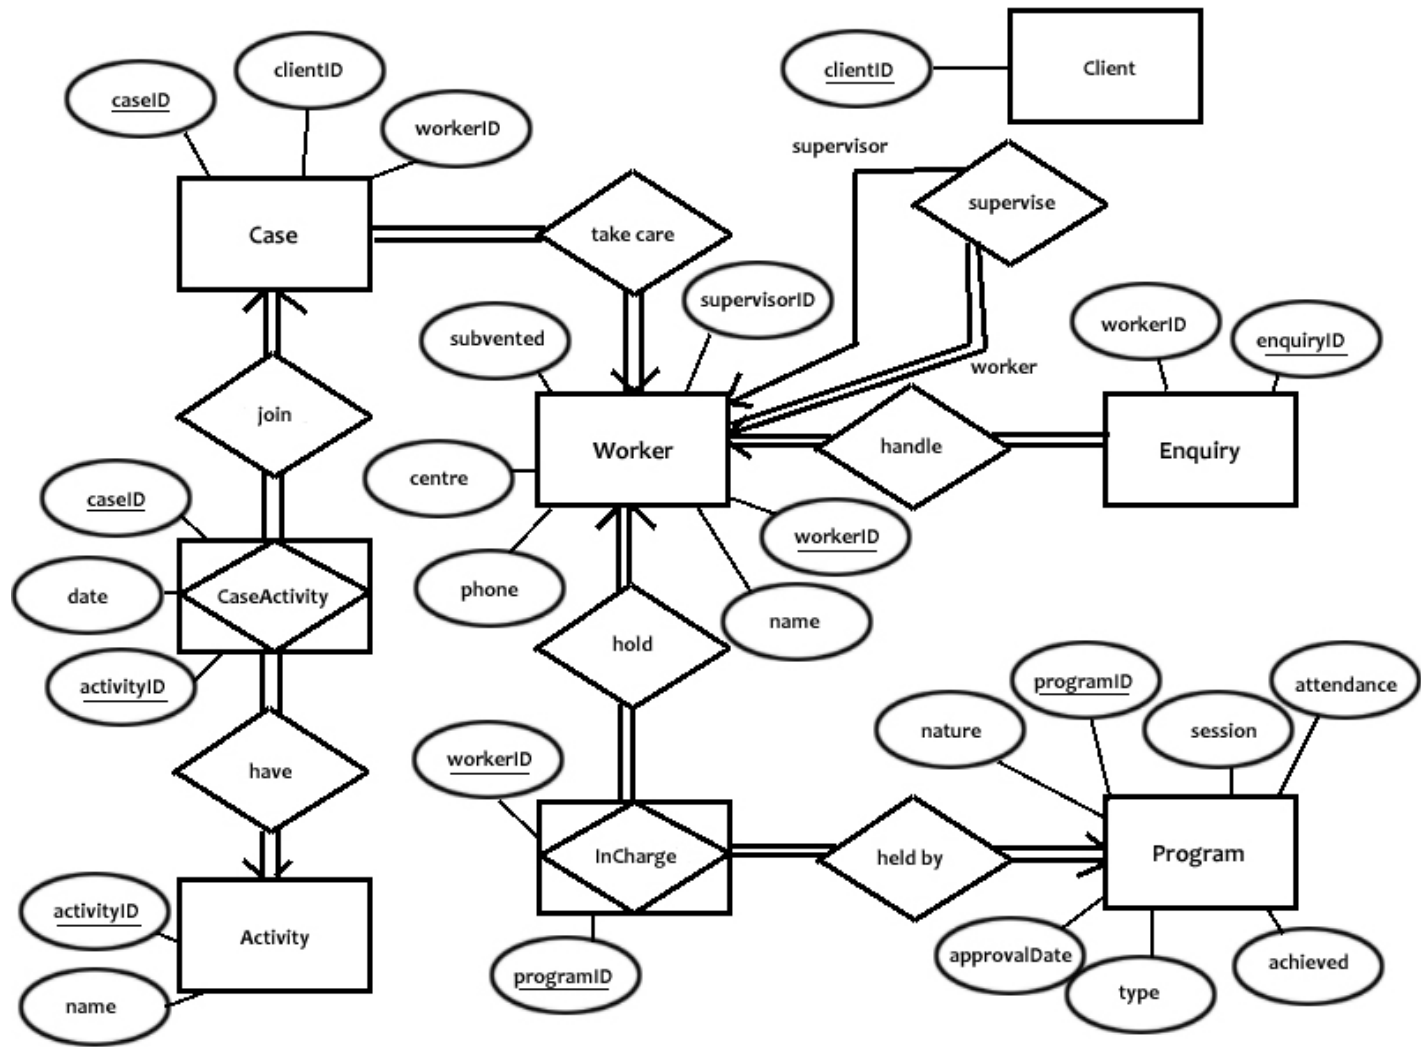 clientID
Client
clientID
caseID
workerID
supervisor
supervise
Case
take care
supervisorID
subvented
workerID
enquiryID
worker
join
Worker
handle
Enquiry
centre
caseID
workerID
phone
CaseActivity
date
name
hold
activityID
programID
attendance
nature
session
workerID
have
InCharge
held by
Program
activityID
Activity
approvalDate
achieved
programID
type
name